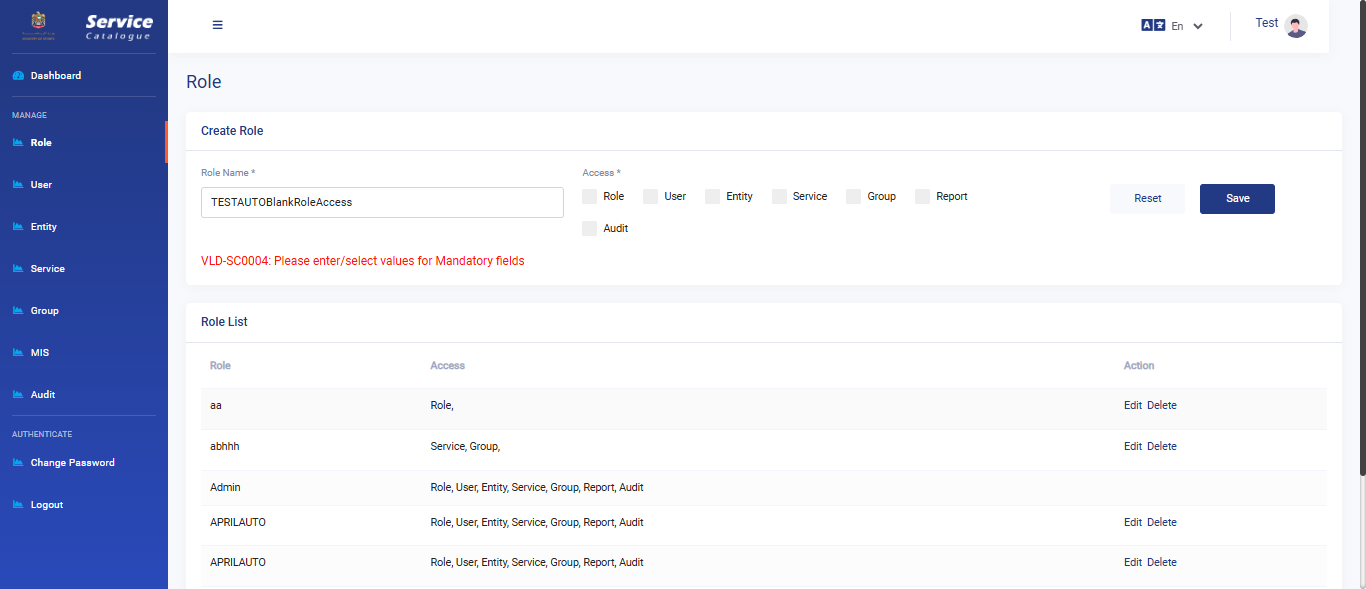 Service
Catalogue
En
Test
Dashboard
MANAGE
Role
User
Entity
Service
Group
MIS
Audit
AUTHENTICATE
Change Password
Logout
Role
Create Role
Role Name *
Access *
TESTAUTOBlankRoleAccess
Role User Entity Service Group Report
Audit
Reset
Save
VLD-SC0004: Please enter/select values for Mandatory fields
Role List
Role Access Action
aa Role, Edit Delete
abhhh Service, Group, Edit Delete
Admin Role, User, Entity, Service, Group, Report, Audit
APRILAUTO Role, User, Entity, Service, Group, Report, Audit Edit Delete
APRILAUTO Role, User, Entity, Service, Group, Report, Audit Edit Delete